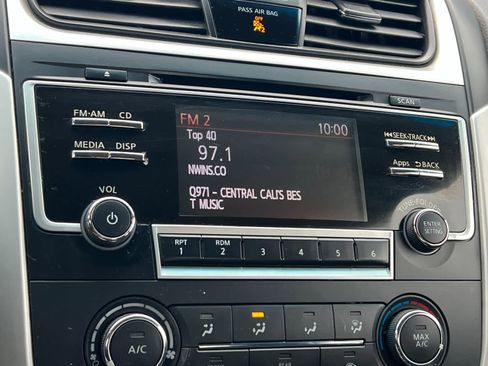 PASS AIR BAG
OFF
2
SCAN
FM·AM CD
MEDIA DISP
VOL
FM 2 10:00
Top 40
97.1
NWINS.CO
Q971 - CENTRAL CALI'S BES
T MUSIC
SEEK·TRACK
Apps BACK
TUNE·FOLDER
ENTER
SETTING
RPT
1
RDM
2
3
4
5
6
A/C
MAX
A/C
REAR